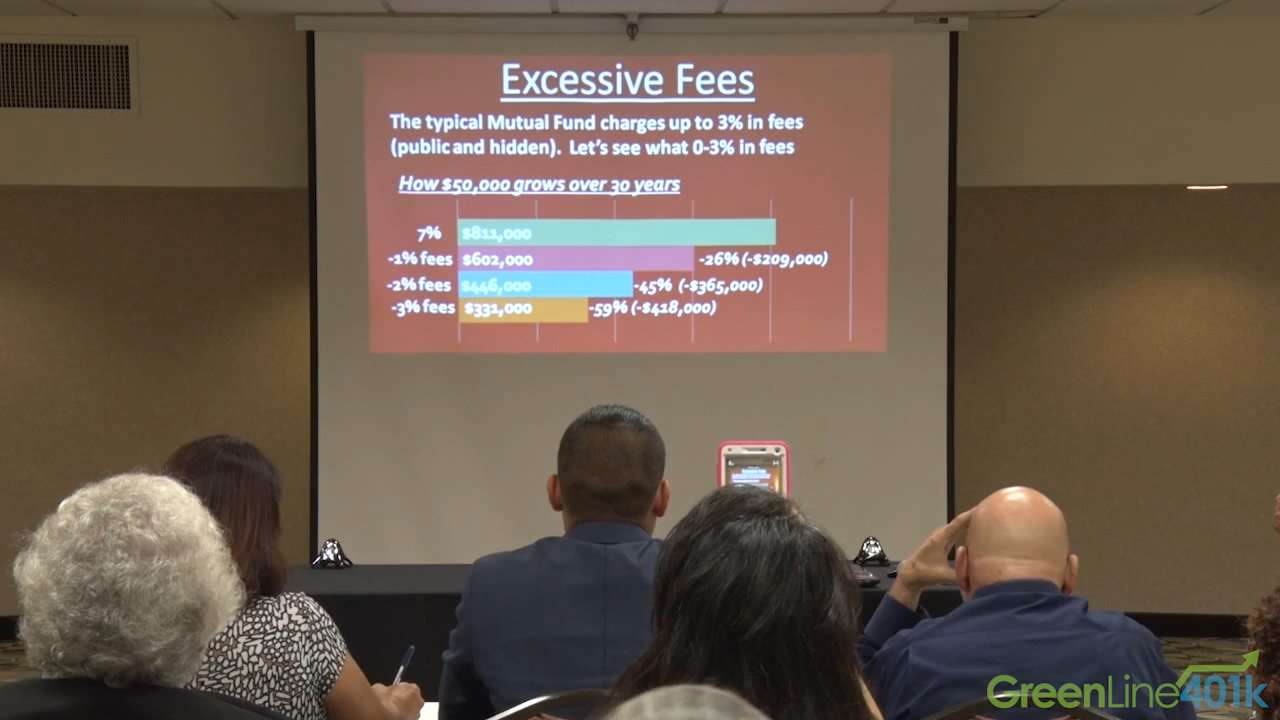 Excessive Fees
The typical Mutual Fund charges up to 3% in fees
(public and hidden). Let's see what 0-3% in fees
How $50,000 grows over 30 years
7% $811,000
-1% fees $602,000 -26% (-$209,000)
-2% fees $446,000 -45% (-$365,000)
-3% fees $331,000 -59% (-$418,000)
Excessive Fees
GreenLine401k